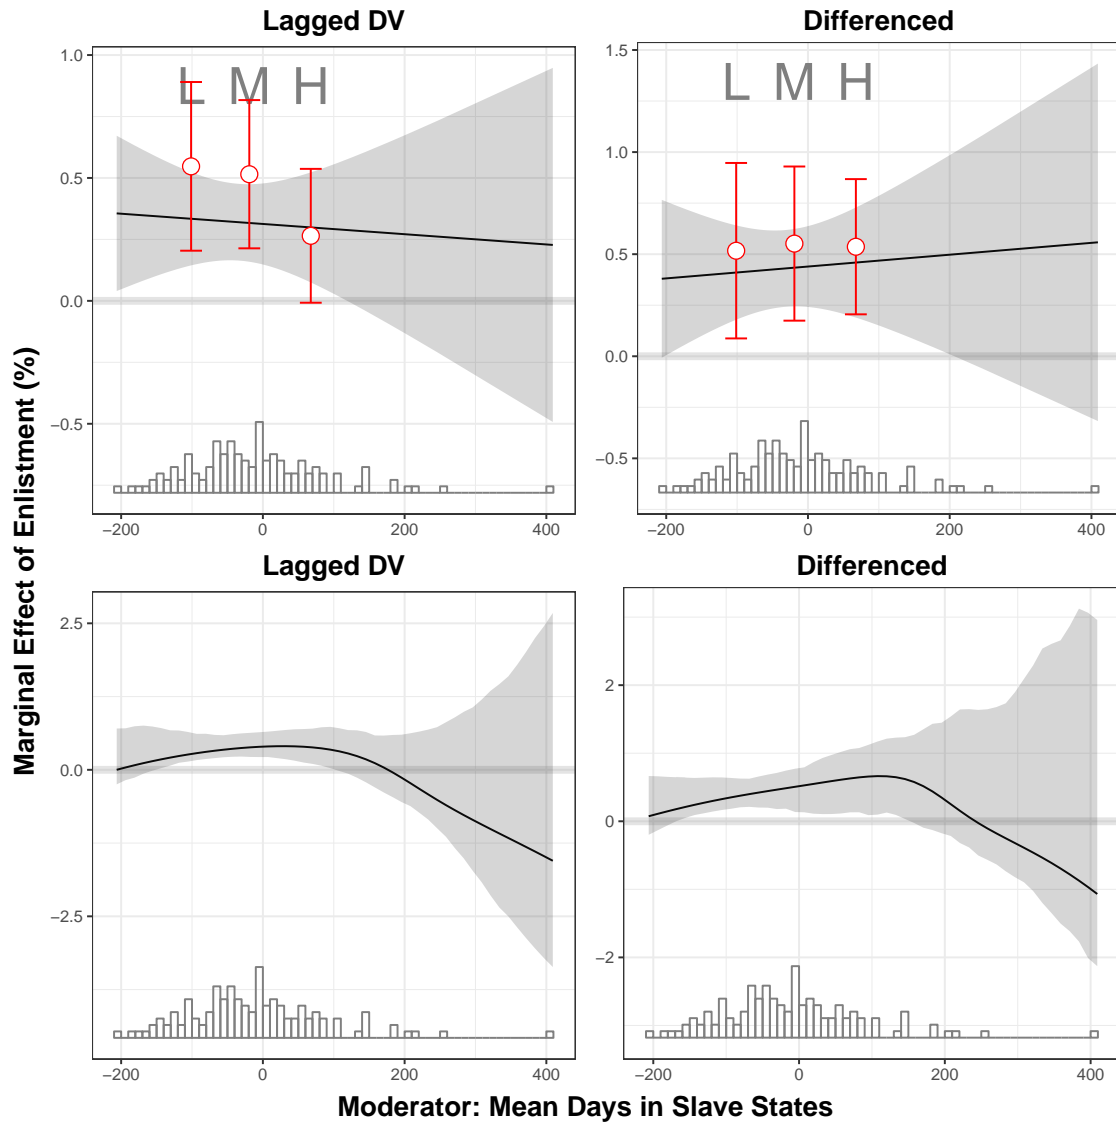 Lagged DV
Differenced
L M H
L M H
1.0
0.5
0.0
−0.5
−200 0 200 400
1.5
1.0
0.5
0.0
−0.5
−200 0 200 400
Lagged DV
Differenced
2.5
0.0
−2.5
−200 0 200 400
2
0
−2
−200 0 200 400
Marginal Effect of Enlistment (%)
Moderator: Mean Days in Slave States